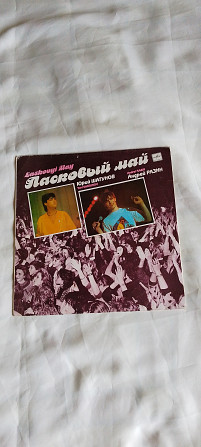 Laskovyi May
Ласковый май
Юрий ШАТУНОВ
Андрей РАЗИН